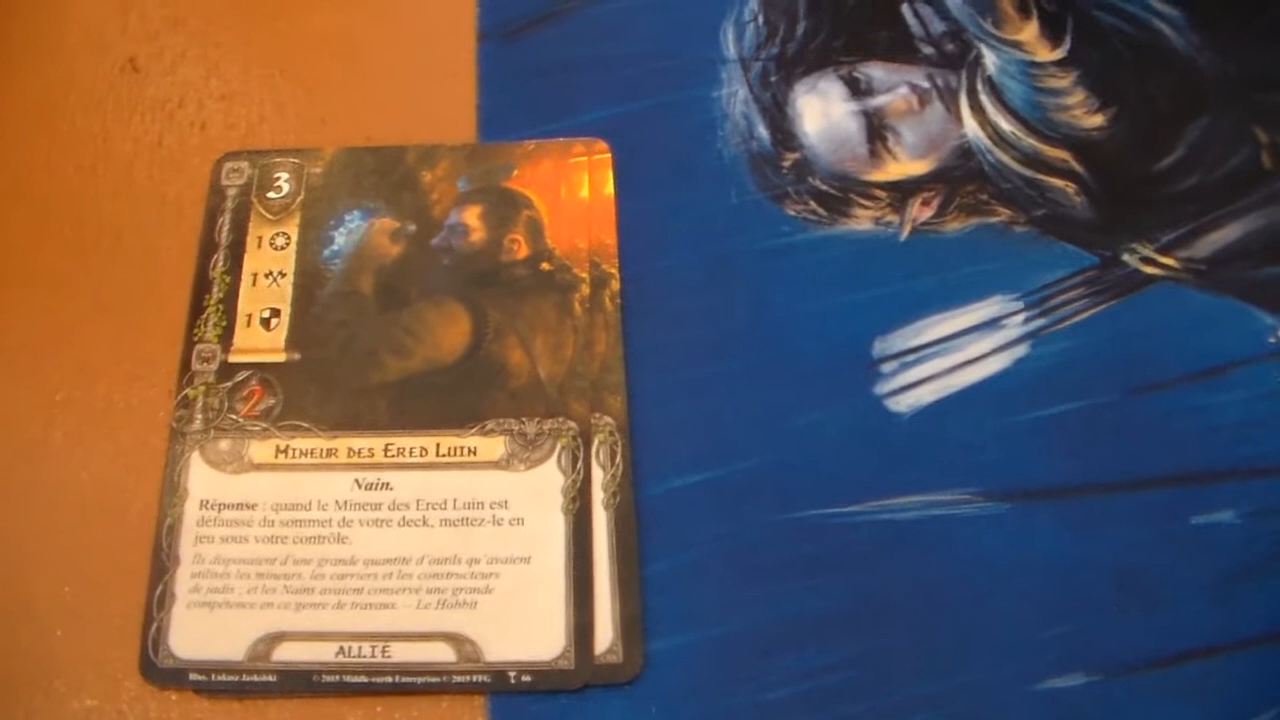 3
1
1
1
2
MINEUR DES ERED LUIN
Nain.
Réponse : quand le Mineur des Ered Luin est
défaussé du sommet de votre deck, mettez-le en
jeu sous votre contrôle.
Ils disposaient d'une grande quantité d'outils qu'avaient
utilisés les mineurs, les carriers et les constructeurs
de jadis ; et les Nains avaient conservé une grande
compétence en ce genre de travaux. – Le Hobbit
ALLIÉ
Illus. Lukasz Jaskolski © 2015 Middle-earth Enterprises © 2015 FFG 66